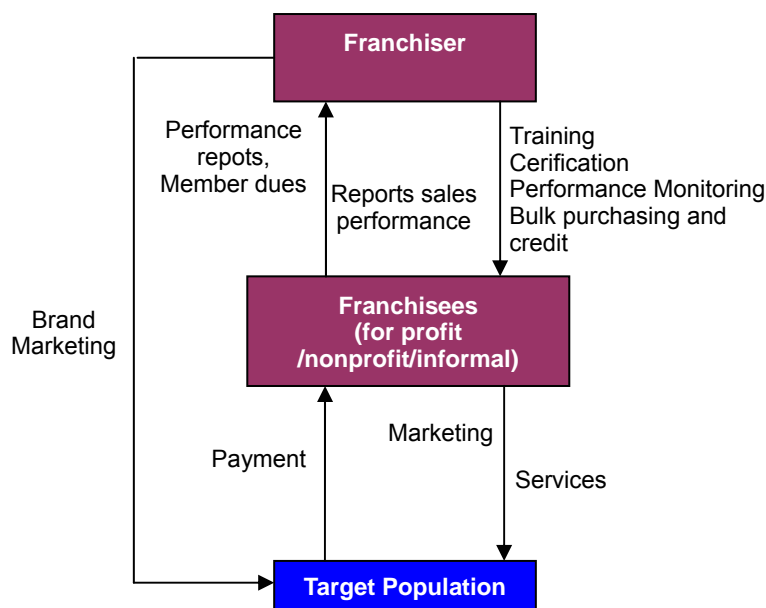 Franchiser
Performance
repots,
Member dues
Training
Cerification
Performance Monitoring
Bulk purchasing and
credit
Reports sales
performance
Franchisees
(for profit
/nonprofit/informal)
Brand
Marketing
Payment
Marketing
Services
Target Population